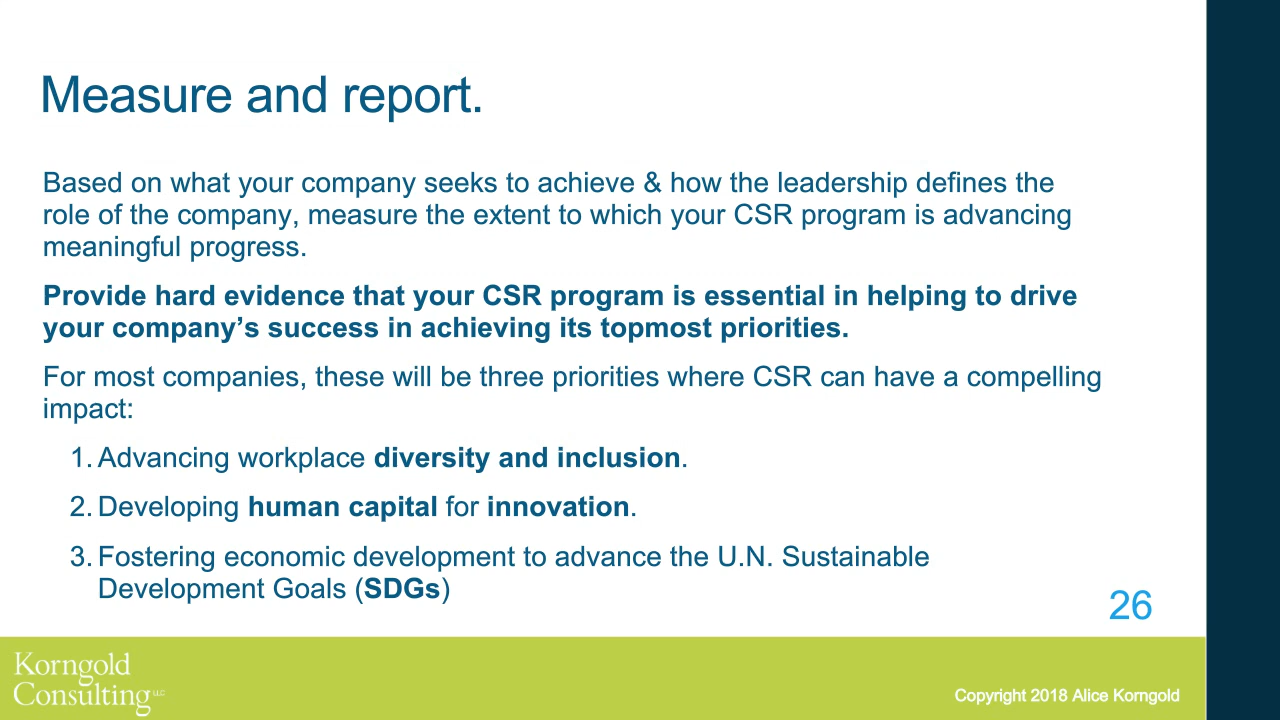 Measure and report.
Based on what your company seeks to achieve & how the leadership defines the
role of the company, measure the extent to which your CSR program is advancing
meaningful progress.
Provide hard evidence that your CSR program is essential in helping to drive
your company’s success in achieving its topmost priorities.
For most companies, these will be three priorities where CSR can have a compelling
impact:
1. Advancing workplace diversity and inclusion.
2. Developing human capital for innovation.
3. Fostering economic development to advance the U.N. Sustainable
Development Goals (SDGs)
26
Korngold
Consulting LLC
Copyright 2018 Alice Korngold